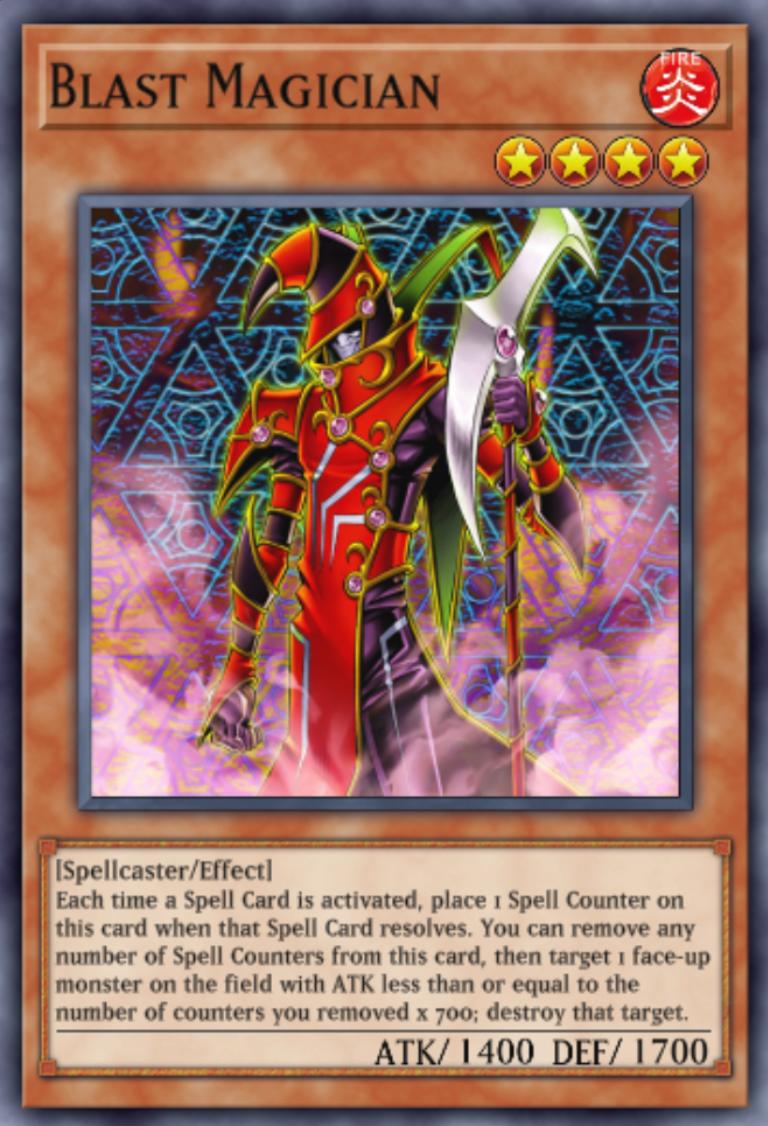 Blast Magician
FIRE
炎
[Spellcaster/Effect]
Each time a Spell Card is activated, place 1 Spell Counter on
this card when that Spell Card resolves. You can remove any
number of Spell Counters from this card, then target 1 face-up
monster on the field with ATK less than or equal to the
number of counters you removed x 700; destroy that target.
ATK/ 1400 DEF/ 1700